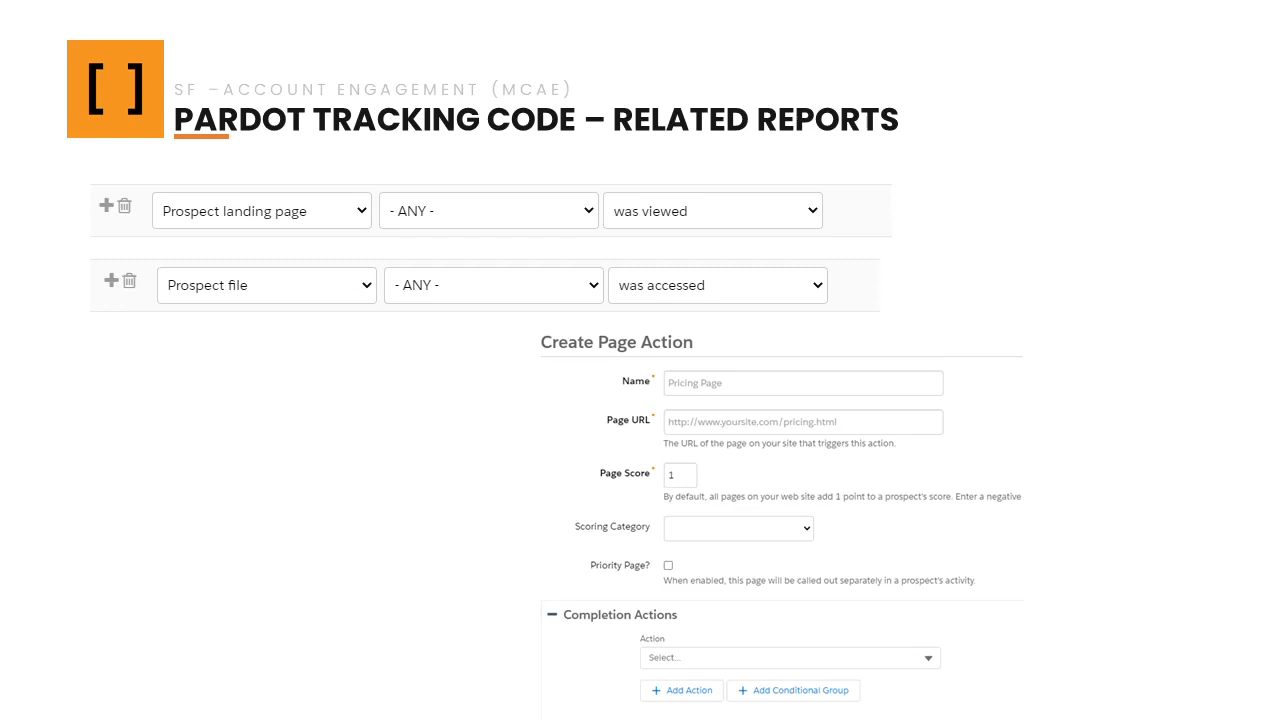 [ ]
SF –ACCOUNT ENGAGEMENT (MCAE)
PARDOT TRACKING CODE – RELATED REPORTS
Prospect landing page - ANY - was viewed
Prospect file - ANY - was accessed
Create Page Action
Name* Pricing Page
Page URL* http://www.yoursite.com/pricing.html
The URL of the page on your site that triggers this action.
Page Score* 1
By default, all pages on your web site add 1 point to a prospect's score. Enter a negative
Scoring Category
Priority Page?
When enabled, this page will be called out separately in a prospect's activity.
Completion Actions
Action
Select...
+ Add Action + Add Conditional Group